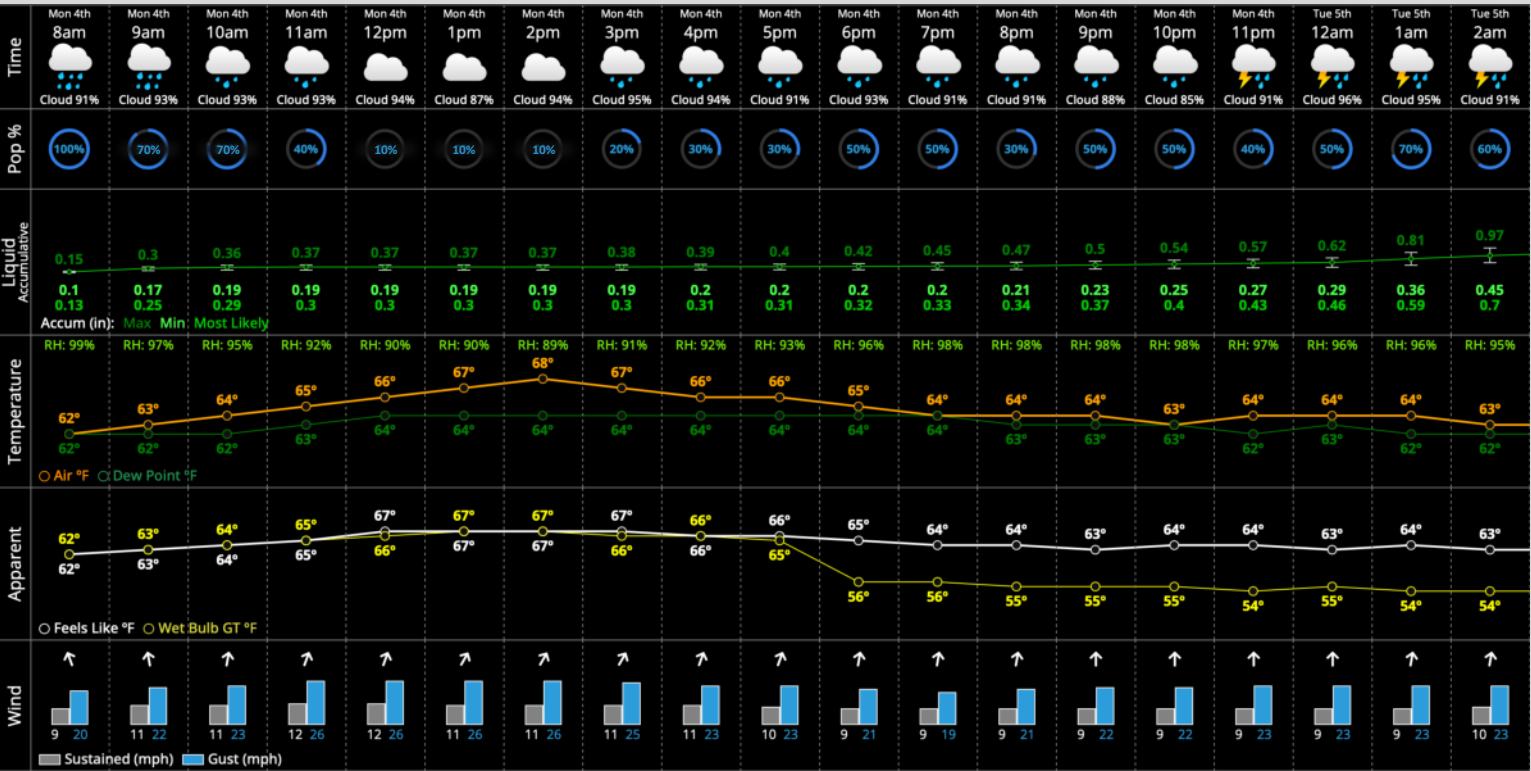 Mon 4th Mon 4th Mon 4th Mon 4th Mon 4th Mon 4th Mon 4th Mon 4th Mon 4th Mon 4th Mon 4th Mon 4th Mon 4th Mon 4th Mon 4th Mon 4th Tue 5th Tue 5th Tue 5th
Time 8am 9am 10am 11am 12pm 1pm 2pm 3pm 4pm 5pm 6pm 7pm 8pm 9pm 10pm 11pm 12am 1am 2am
Cloud 91% Cloud 93% Cloud 93% Cloud 93% Cloud 94% Cloud 87% Cloud 94% Cloud 95% Cloud 94% Cloud 91% Cloud 93% Cloud 91% Cloud 91% Cloud 88% Cloud 85% Cloud 91% Cloud 96% Cloud 95% Cloud 91%
Pop % 100% 70% 70% 40% 10% 10% 10% 20% 30% 30% 50% 50% 30% 50% 50% 40% 50% 70% 60%
Liquid
Accumulative
0.15 0.3 0.36 0.37 0.37 0.37 0.37 0.38 0.39 0.4 0.42 0.45 0.47 0.5 0.54 0.57 0.62 0.81 0.97
0.1 0.17 0.19 0.19 0.19 0.19 0.19 0.19 0.2 0.2 0.2 0.2 0.21 0.23 0.25 0.27 0.29 0.36 0.45
0.13 0.25 0.29 0.3 0.3 0.3 0.3 0.3 0.31 0.31 0.32 0.33 0.34 0.37 0.4 0.43 0.46 0.59 0.7
Accum (in): Max Min Most Likely
RH: 99% RH: 97% RH: 95% RH: 92% RH: 90% RH: 90% RH: 89% RH: 91% RH: 92% RH: 93% RH: 96% RH: 98% RH: 98% RH: 98% RH: 98% RH: 97% RH: 96% RH: 96% RH: 95%
Temperature
62° 63° 64° 65° 66° 67° 68° 67° 66° 66° 65° 64° 64° 64° 63° 64° 64° 64° 63°
62° 62° 62° 63° 64° 64° 64° 64° 64° 64° 64° 64° 63° 63° 63° 62° 63° 62° 62°
Air °F Dew Point °F
Apparent
62° 63° 64° 65° 67° 67° 67° 67° 66° 66° 65° 64° 64° 63° 64° 64° 63° 64° 63°
62° 63° 64° 65° 66° 67° 67° 66° 66° 65° 56° 56° 55° 55° 55° 54° 55° 54° 54°
Feels Like °F Wet Bulb GT °F
Wind
9 20 11 22 11 23 12 26 12 26 11 26 11 26 11 25 11 23 10 23 9 21 9 19 9 21 9 22 9 22 9 23 9 23 9 23 10 23
Sustained (mph) Gust (mph)